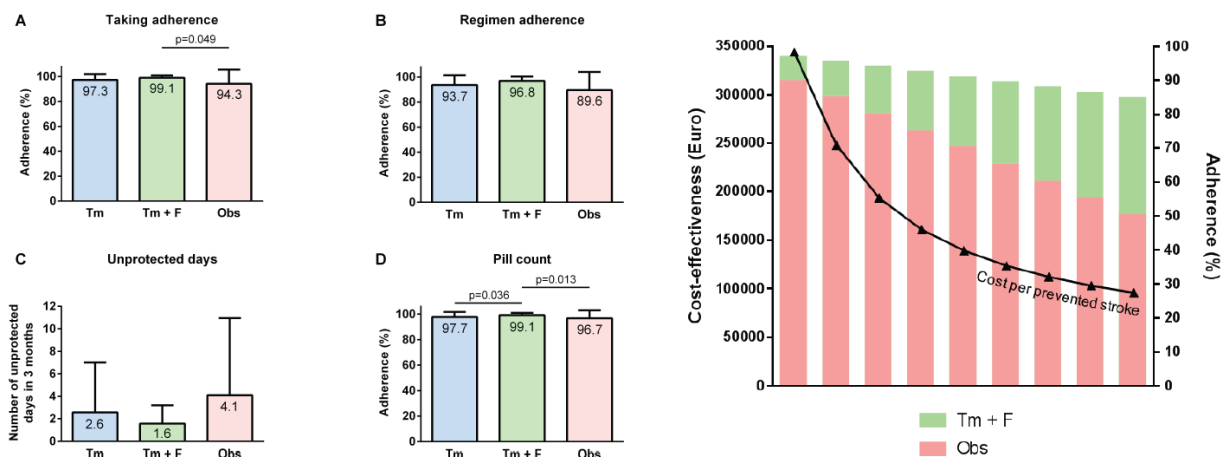 A Taking adherence
p=0.049
Adherence (%)
100
80
60
40
20
0
97.3
99.1
94.3
Tm Tm + F Obs
B Regimen adherence
Adherence (%)
100
80
60
40
20
0
93.7
96.8
89.6
Tm Tm + F Obs
C Unprotected days
Number of unprotected
days in 3 months
12
10
8
6
4
2
0
2.6
1.6
4.1
Tm Tm + F Obs
D Pill count
p=0.036
p=0.013
Adherence (%)
100
80
60
40
20
0
97.7
99.1
96.7
Tm Tm + F Obs
Cost-effectiveness (Euro)
350000
300000
250000
200000
150000
100000
50000
0
Cost per prevented stroke
100
90
80
70
60
50
40
30
20
10
0
Adherence (%)
Tm + F
Obs